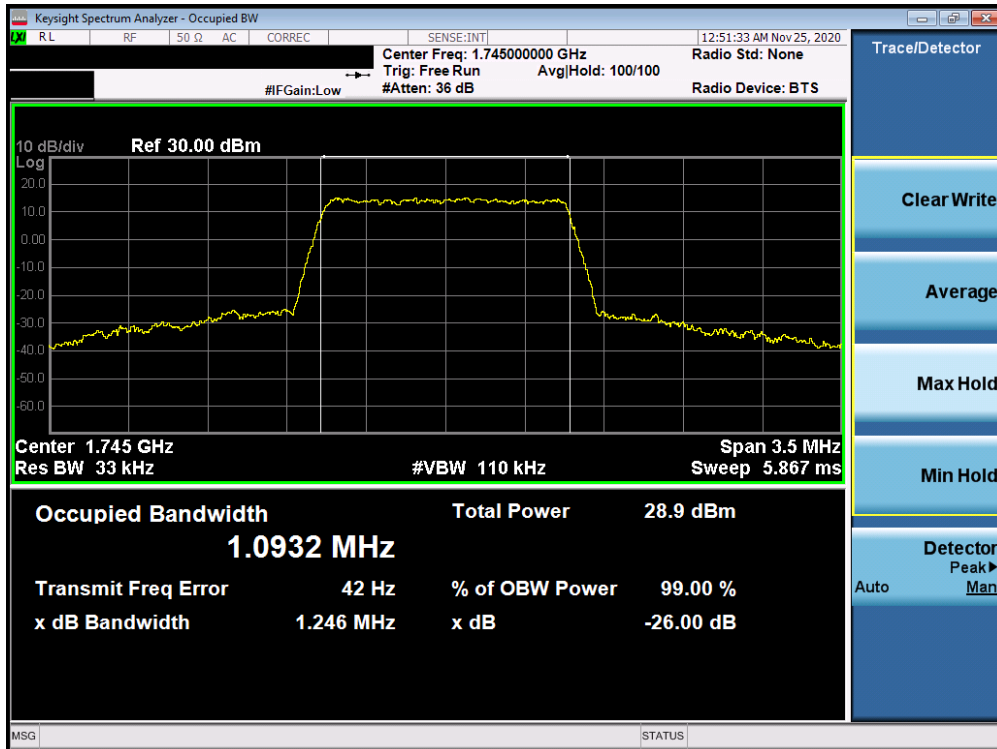 Keysight Spectrum Analyzer - Occupied BW
LXI RL RF 50 Ω AC CORREC SENSE:INT 12:51:33 AM Nov 25, 2020
Center Freq: 1.745000000 GHz Radio Std: None
Trig: Free Run Avg|Hold: 100/100
#IFGain:Low #Atten: 36 dB Radio Device: BTS
10 dB/div Ref 30.00 dBm
Log
20.0
10.0
0.00
-10.0
-20.0
-30.0
-40.0
-50.0
-60.0
Center 1.745 GHz Span 3.5 MHz
Res BW 33 kHz #VBW 110 kHz Sweep 5.867 ms
Occupied Bandwidth Total Power 28.9 dBm
1.0932 MHz
Transmit Freq Error 42 Hz % of OBW Power 99.00 %
x dB Bandwidth 1.246 MHz x dB -26.00 dB
MSG STATUS
Trace/Detector
Clear Write
Average
Max Hold
Min Hold
Detector
Peak▶
Auto Man